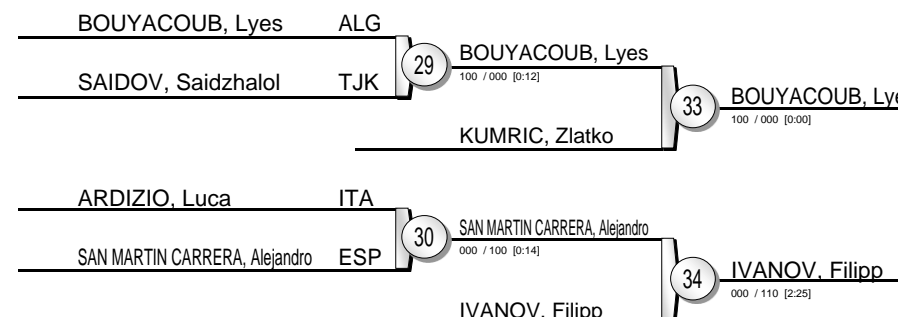 BOUYACOUB, Lyes ALG
SAIDOV, Saidzhalol TJK
29
BOUYACOUB, Lyes
100 / 000 [0:12]
KUMRIC, Zlatko
33
BOUYACOUB, Lye
100 / 000 [0:00]
ARDIZIO, Luca ITA
SAN MARTIN CARRERA, Alejandro ESP
30
SAN MARTIN CARRERA, Alejandro
000 / 100 [0:14]
IVANOV, Filipp
34
IVANOV, Filipp
000 / 110 [2:25]